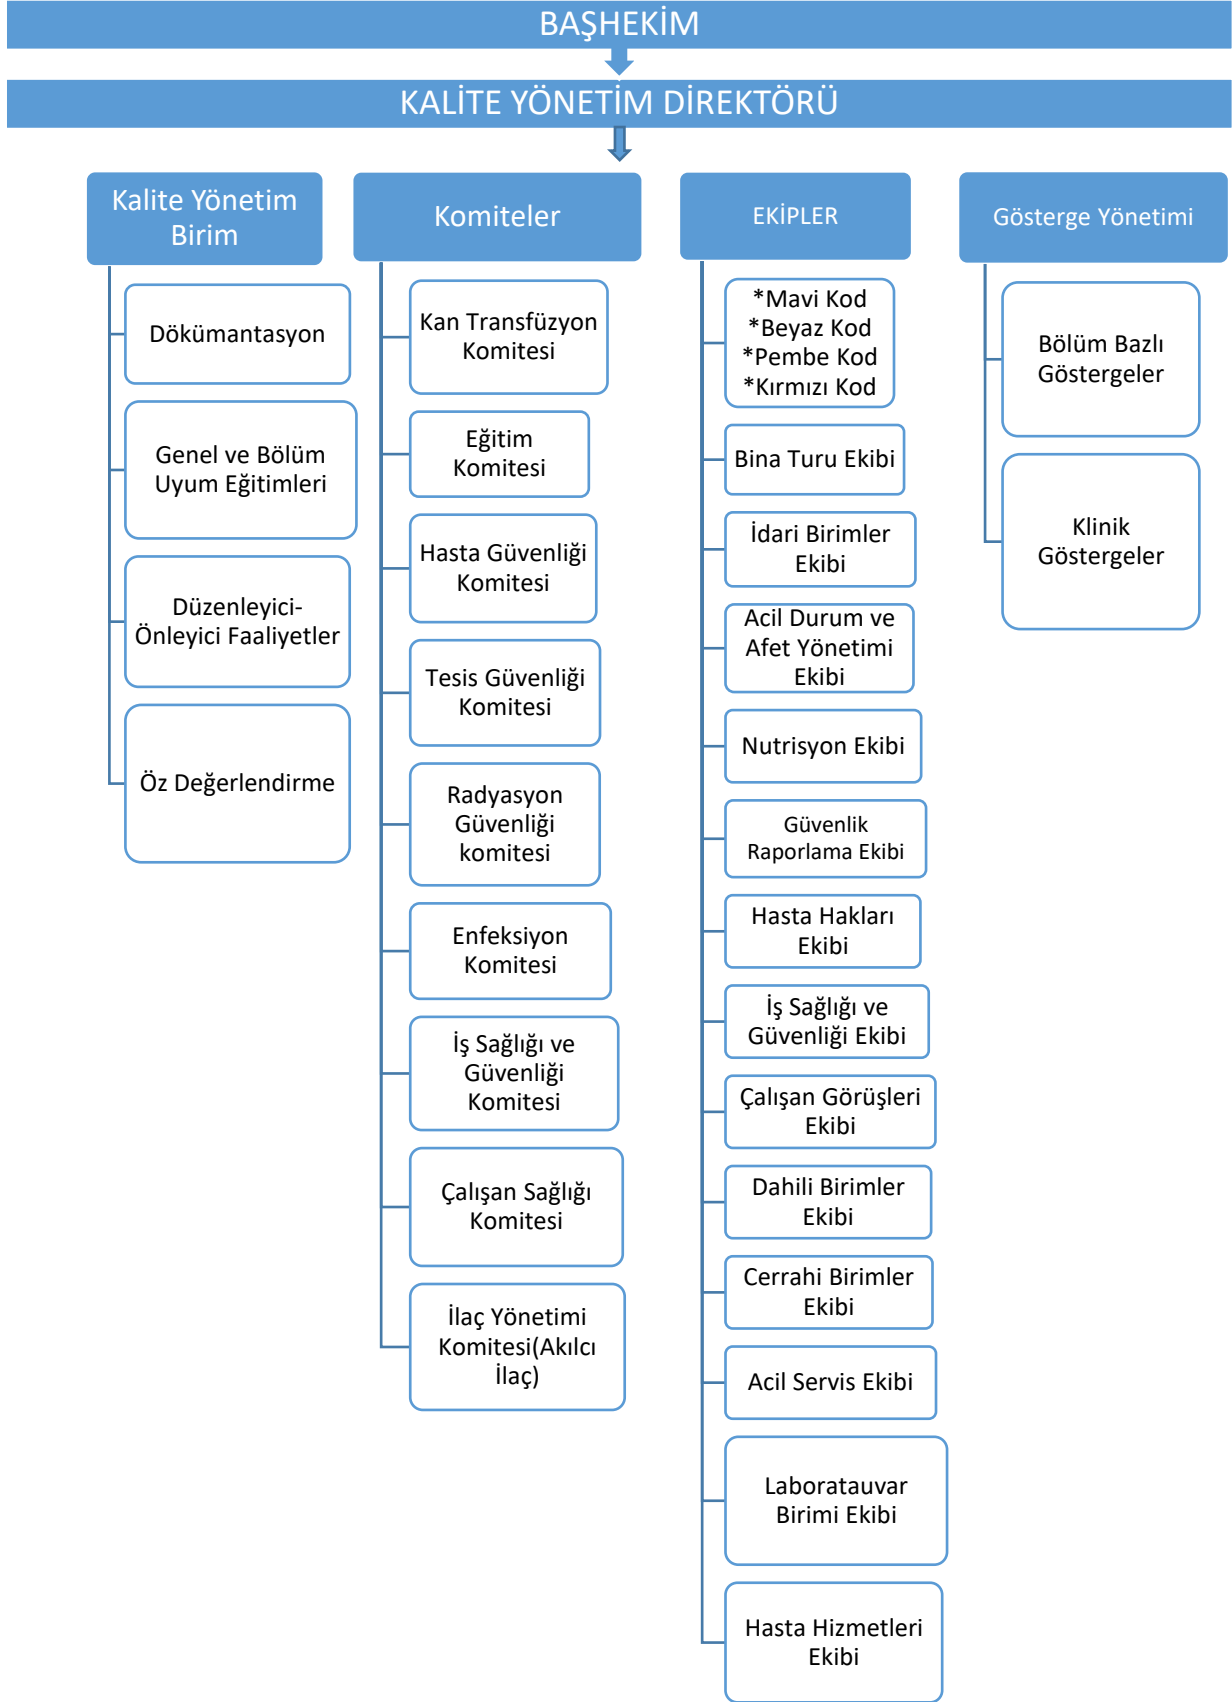 BAŞHEKİM
KALİTE YÖNETİM DİREKTÖRÜ
Kalite Yönetim
Birim
Dökümantasyon
Genel ve Bölüm
Uyum Eğitimleri
Düzenleyici-
Önleyici Faaliyetler
Öz Değerlendirme
Komiteler
Kan Transfüzyon
Komitesi
Eğitim
Komitesi
Hasta Güvenliği
Komitesi
Tesis Güvenliği
Komitesi
Radyasyon
Güvenliği
komitesi
Enfeksiyon
Komitesi
İş Sağlığı ve
Güvenliği
Komitesi
Çalışan Sağlığı
Komitesi
İlaç Yönetimi
Komitesi(Akılcı
İlaç)
EKİPLER
*Mavi Kod
*Beyaz Kod
*Pembe Kod
*Kırmızı Kod
Bina Turu Ekibi
İdari Birimler
Ekibi
Acil Durum ve
Afet Yönetimi
Ekibi
Nutrisyon Ekibi
Güvenlik
Raporlama Ekibi
Hasta Hakları
Ekibi
İş Sağlığı ve
Güvenliği Ekibi
Çalışan Görüşleri
Ekibi
Dahili Birimler
Ekibi
Cerrahi Birimler
Ekibi
Acil Servis Ekibi
Laboratauvar
Birimi Ekibi
Hasta Hizmetleri
Ekibi
Gösterge Yönetimi
Bölüm Bazlı
Göstergeler
Klinik
Göstergeler